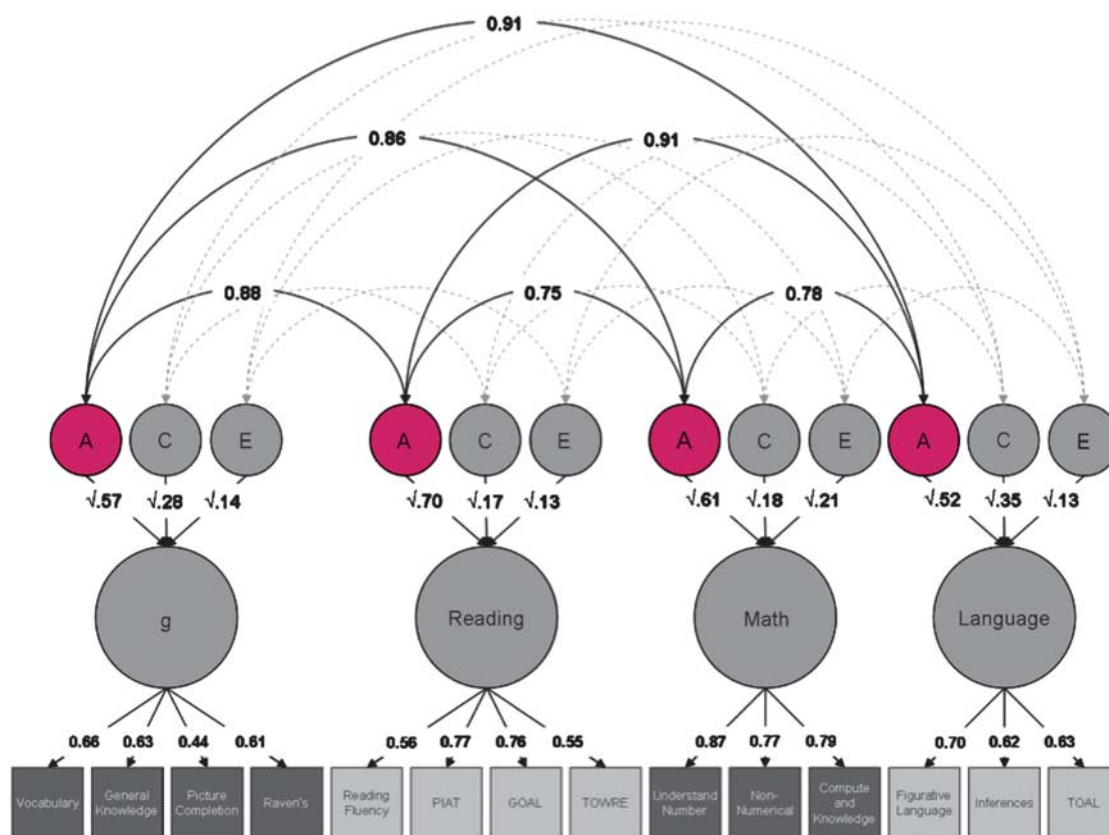 0.91
0.86 0.91
0.88 0.75 0.78
A C E A C E A C E A C E
√.57 √.28 √.14 √.70 √.17 √.13 √.61 √.18 √.21 √.52 √.35 √.13
g Reading Math Language
0.66 0.63 0.44 0.61 0.56 0.77 0.76 0.55 0.87 0.77 0.79 0.70 0.62 0.63
Vocabulary
General
Knowledge
Picture
Completion
Raven's
Reading
Fluency
PIAT
GOAL
TOWRE
Understand
Number
Non-
Numerical
Compute
and
Knowledge
Figurative
Language
Inferences
TOAL